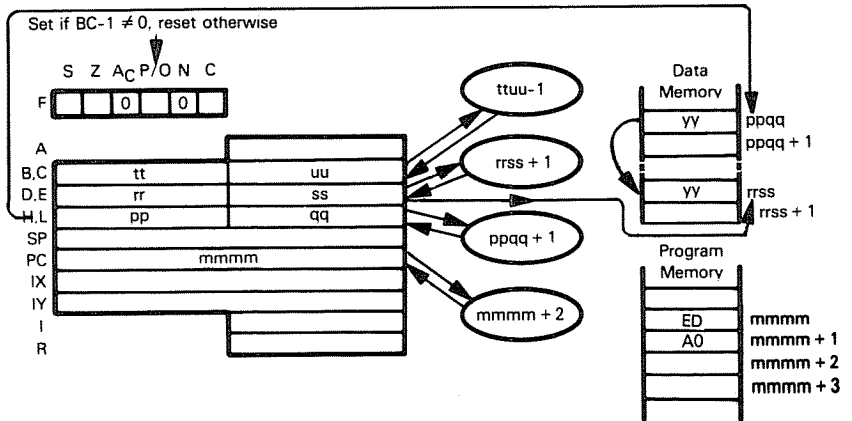 Set if BC-1 ≠ 0, reset otherwise
S Z AC P/O N C
F 0 0
A
B,C tt uu
D,E rr ss
H,L pp qq
SP
PC mmmm
IX
IY
I
R
ttuu-1
rrss + 1
ppqq + 1
mmmm + 2
Data
Memory
yy ppqq
ppqq + 1
yy rrss
rrss + 1
Program
Memory
ED mmmm
A0 mmmm + 1
mmmm + 2
mmmm + 3